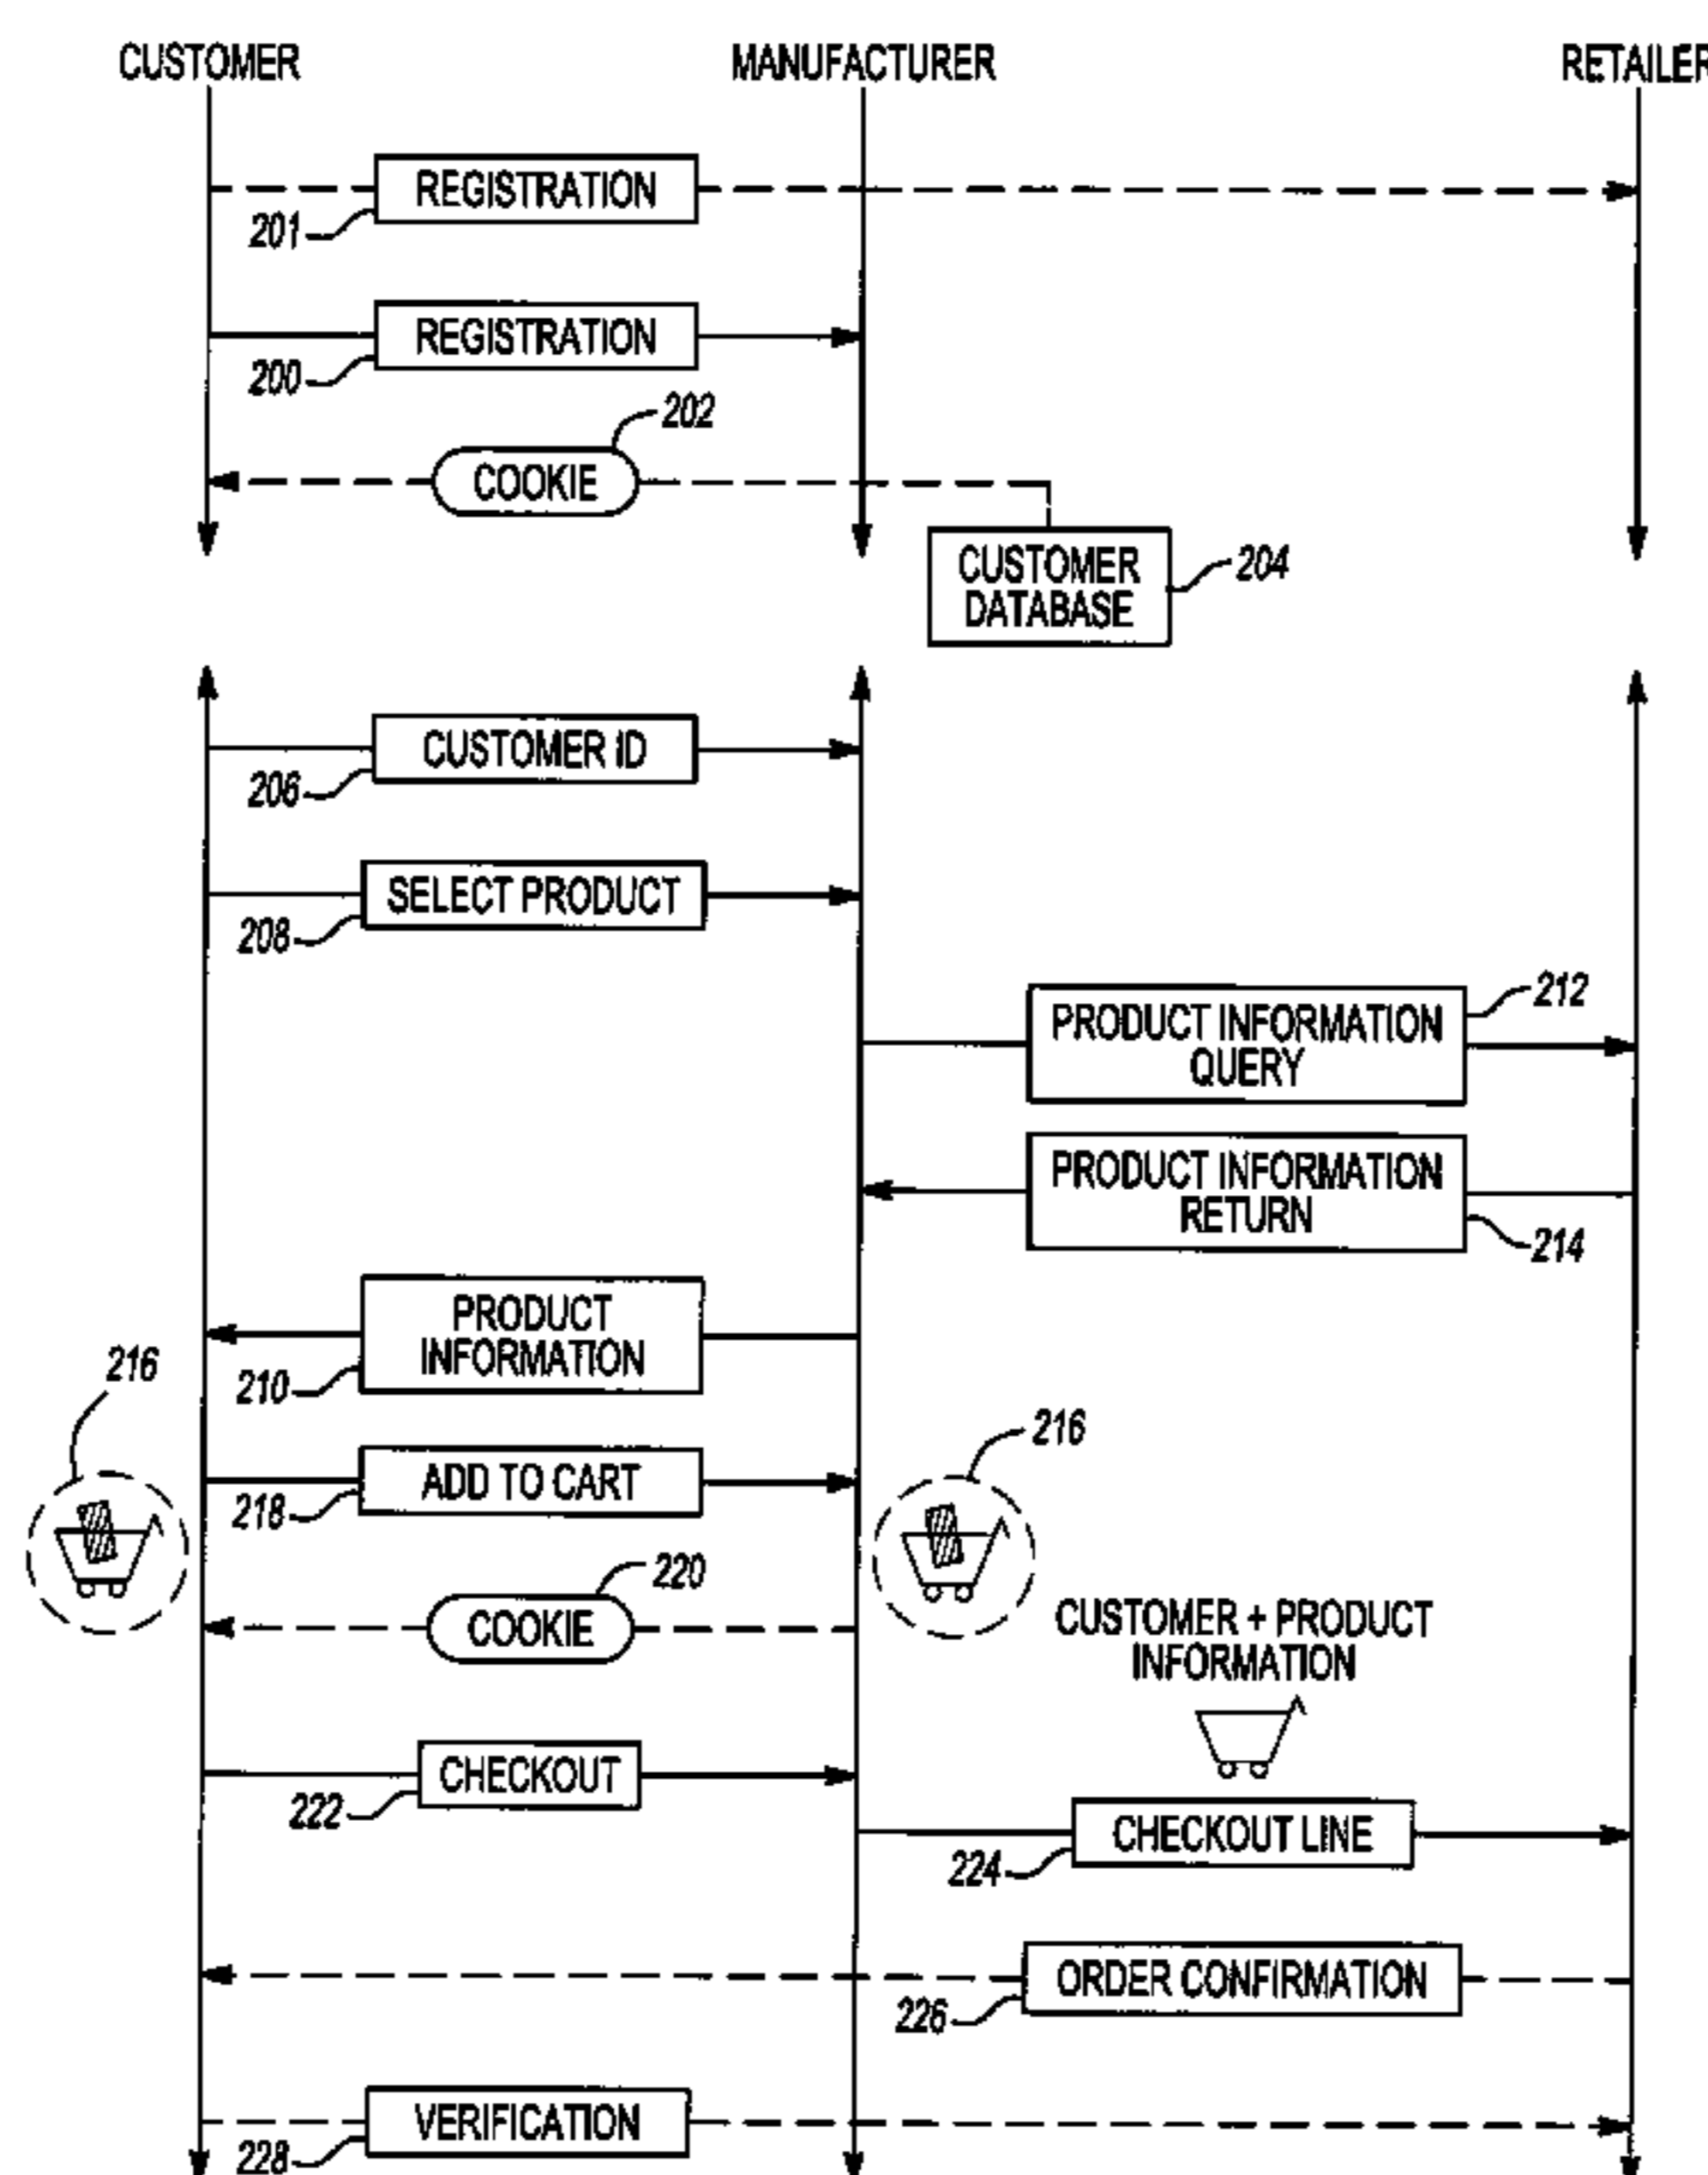 CUSTOMER
MANUFACTURER
RETAILER
REGISTRATION
201
REGISTRATION
200
202
COOKIE
CUSTOMER
DATABASE
204
CUSTOMER ID
206
SELECT PRODUCT
208
PRODUCT INFORMATION
QUERY
212
PRODUCT INFORMATION
RETURN
214
PRODUCT
INFORMATION
210
216
ADD TO CART
218
216
220
COOKIE
CUSTOMER + PRODUCT
INFORMATION
CHECKOUT
222
CHECKOUT LINE
224
ORDER CONFIRMATION
226
VERIFICATION
228